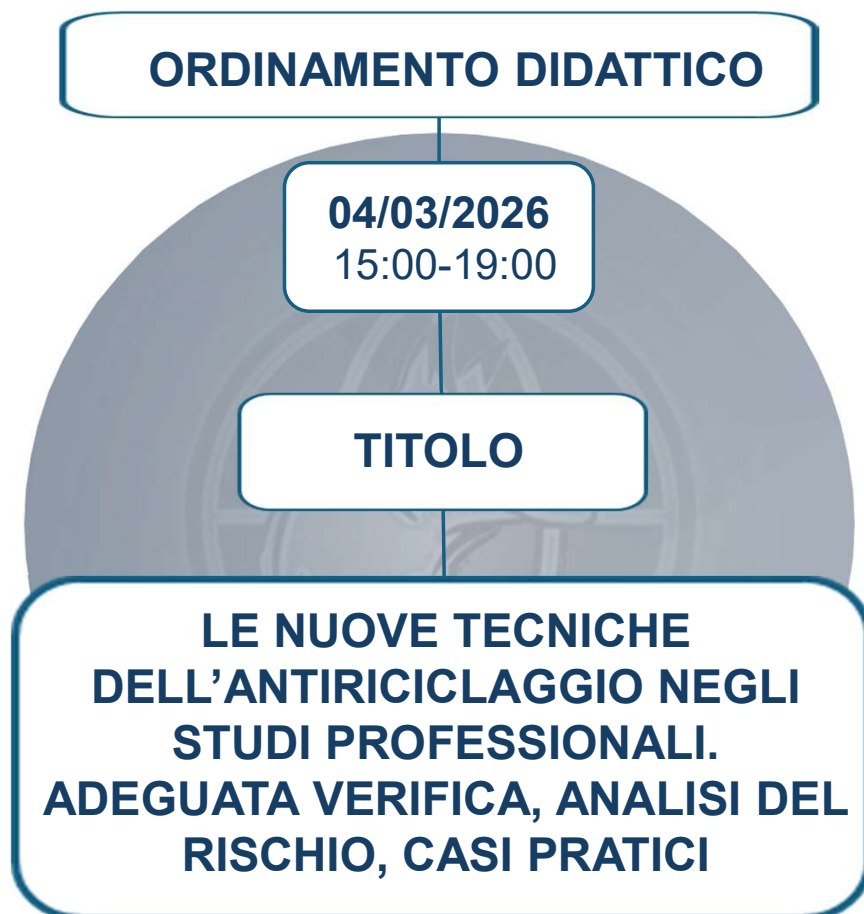 ORDINAMENTO DIDATTICO
04/03/2026
15:00-19:00
TITOLO
LE NUOVE TECNICHE
DELL’ANTIRICICLAGGIO NEGLI
STUDI PROFESSIONALI.
ADEGUATA VERIFICA, ANALISI DEL
RISCHIO, CASI PRATICI